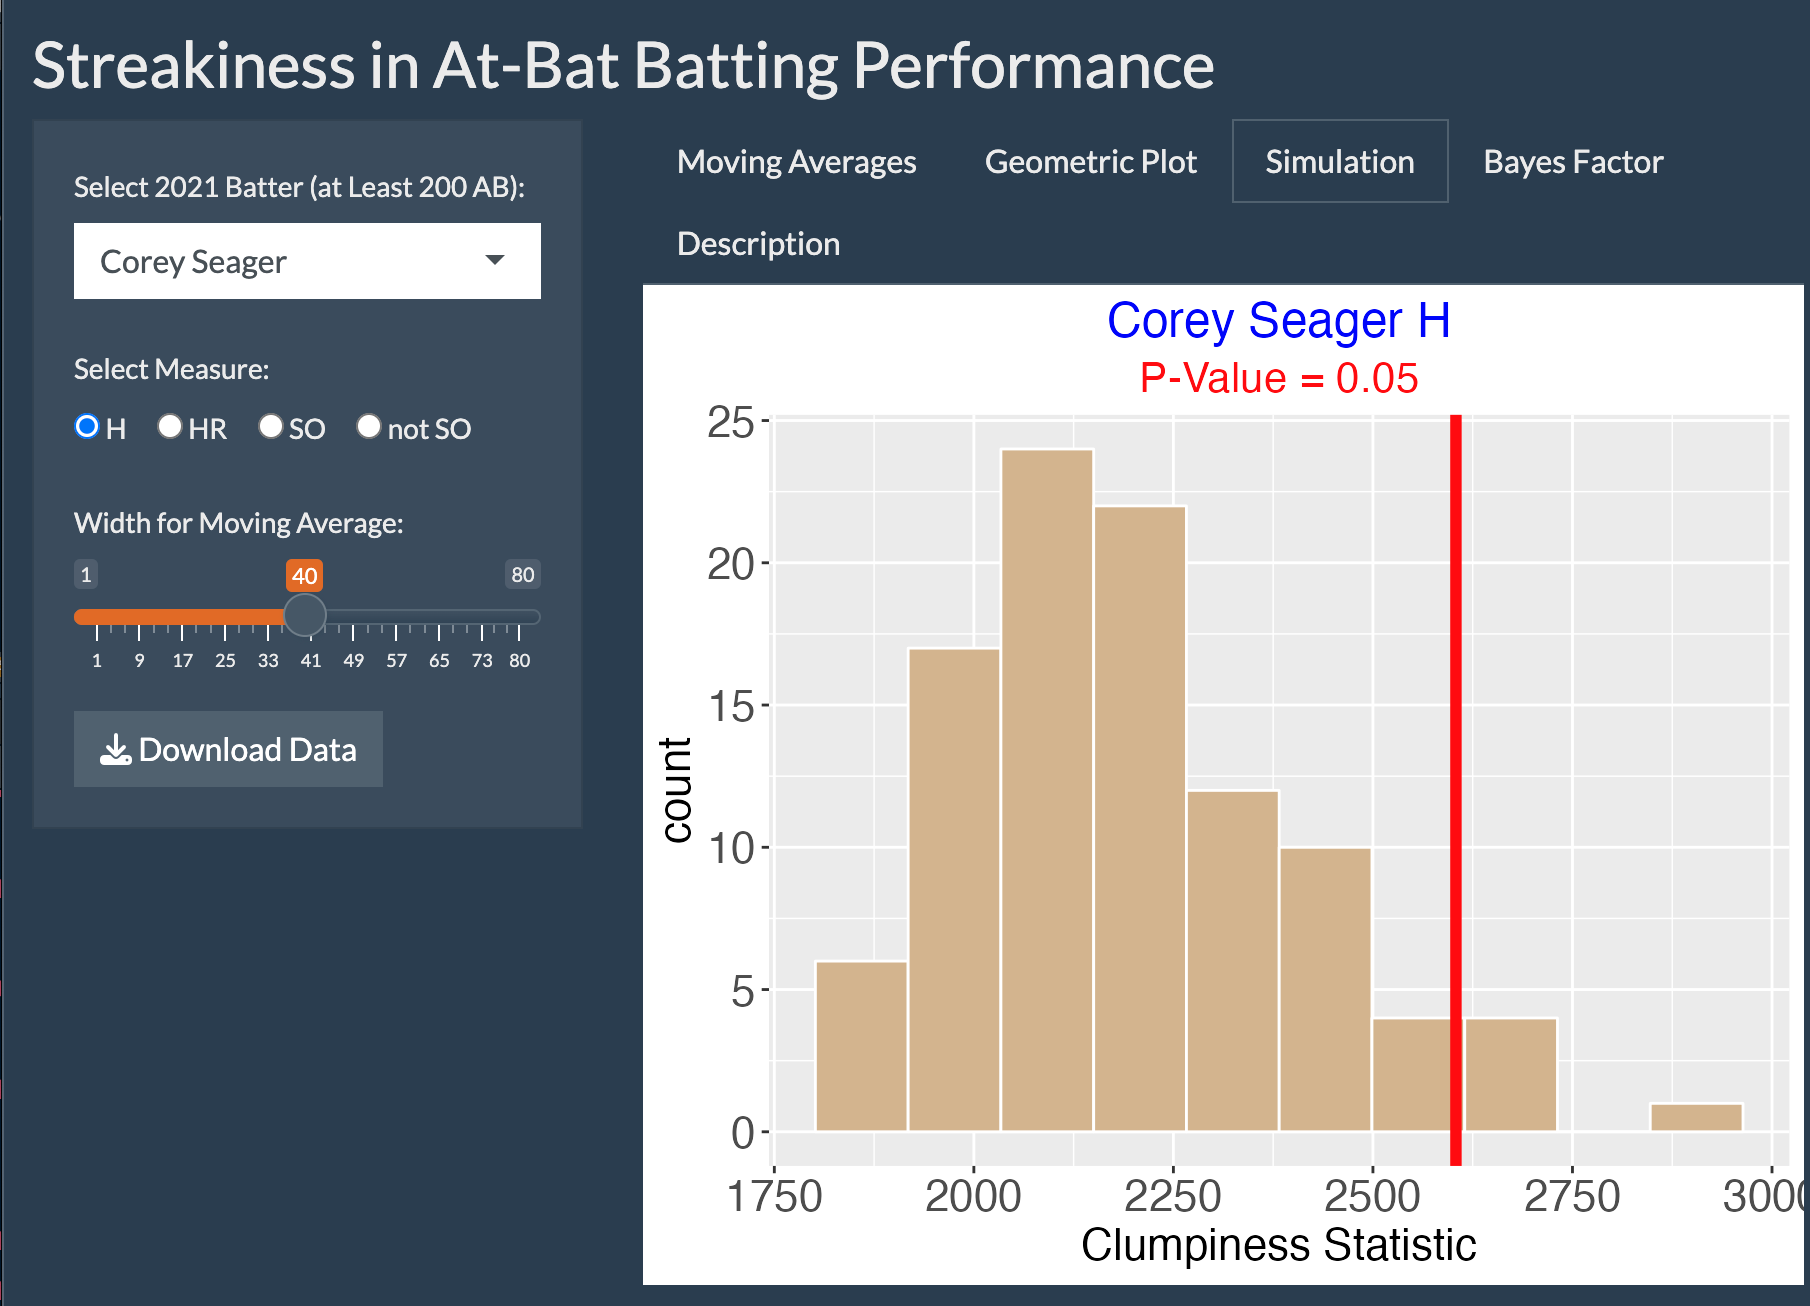 Streakiness in At-Bat Batting Performance
Select 2021 Batter (at Least 200 AB):
Corey Seager
Select Measure:
H HR SO not SO
Width for Moving Average:
1 40 80
1 9 17 25 33 41 49 57 65 73 80
Download Data
Moving Averages Geometric Plot Simulation Bayes Factor
Description
Corey Seager H
P-Value = 0.05
25
20
15
10
5
0
count
1750 2000 2250 2500 2750 3000
Clumpiness Statistic